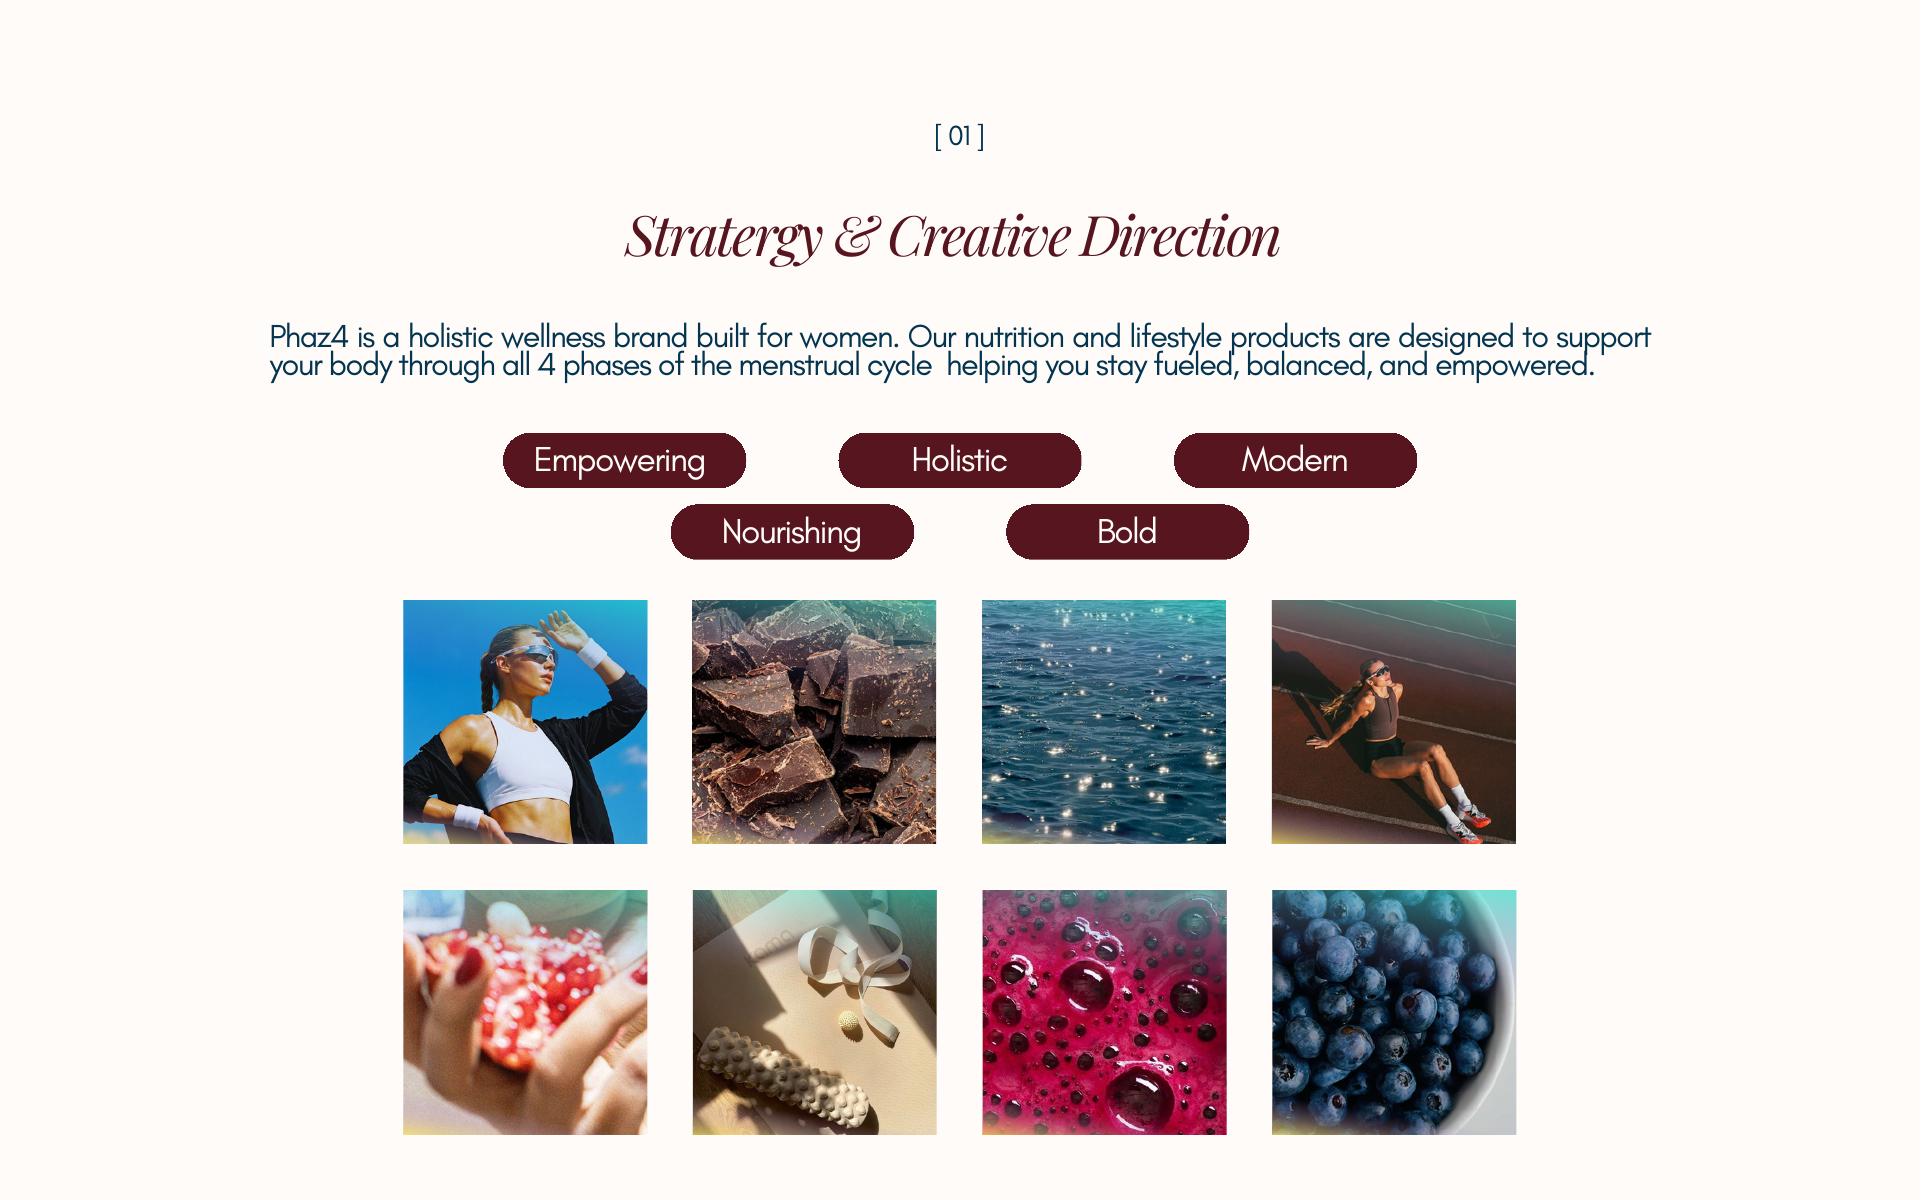 [ 01 ]
Stratergy & Creative Direction
Phaz4 is a holistic wellness brand built for women. Our nutrition and lifestyle products are designed to support
your body through all 4 phases of the menstrual cycle  helping you stay fueled, balanced, and empowered.
Empowering
Holistic
Modern
Nourishing
Bold